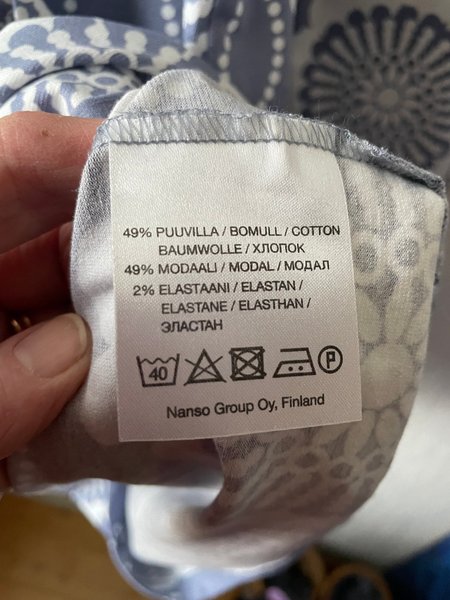 49% PUUVILLA / BOMULL / COTTON
BAUMWOLLE / ХЛОПОК
49% MODAALI / MODAL / МОДАЛ
2% ELASTAANI / ELASTAN /
ELASTANE / ELASTHAN /
ЭЛАСТАН
40 P
Nanso Group Oy, Finland